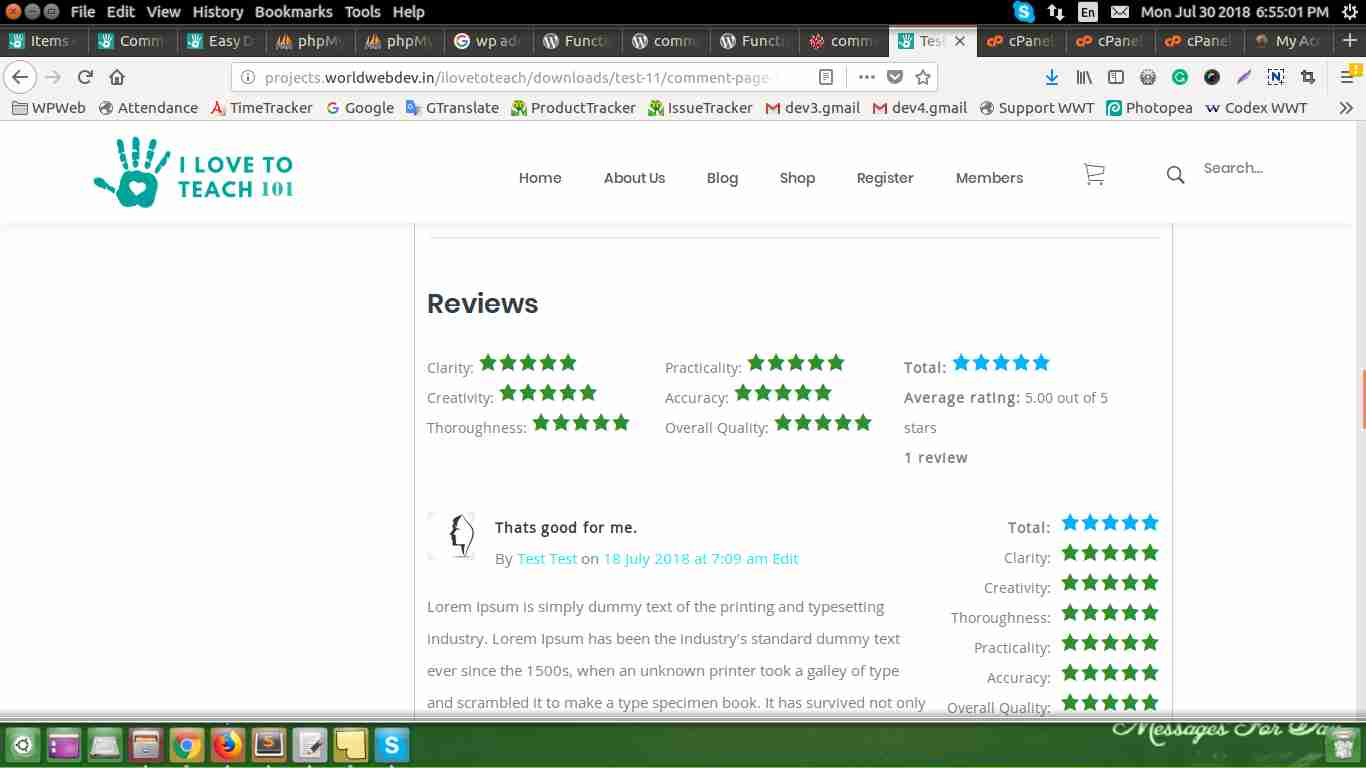 File Edit View History Bookmarks Tools Help
En Mon Jul 30 2018 6:55:01 PM
Items Comm Easy D phpMy phpMy wp ad Functi comm Functi comm Tes cPanel cPanel cPanel My Acc
projects.worldwebdev.in/ilovetoteach/downloads/test-11/comment-page-
WPWeb Attendance TimeTracker Google GTranslate ProductTracker IssueTracker dev3.gmail dev4.gmail Support WWT Photopea Codex WWT
I LOVE TO
TEACH 101
Home About Us Blog Shop Register Members Search...
Reviews
Clarity: Practicality: Total:
Creativity: Accuracy: Average rating: 5.00 out of 5
Thoroughness: Overall Quality: stars
1 review
Thats good for me. Total:
By Test Test on 18 July 2018 at 7:09 am Edit Clarity:
Creativity:
Lorem Ipsum is simply dummy text of the printing and typesetting Thoroughness:
industry. Lorem Ipsum has been the industry's standard dummy text Practicality:
ever since the 1500s, when an unknown printer took a galley of type Accuracy:
and scrambled it to make a type specimen book. It has survived not only Overall Quality:
Messages For Day